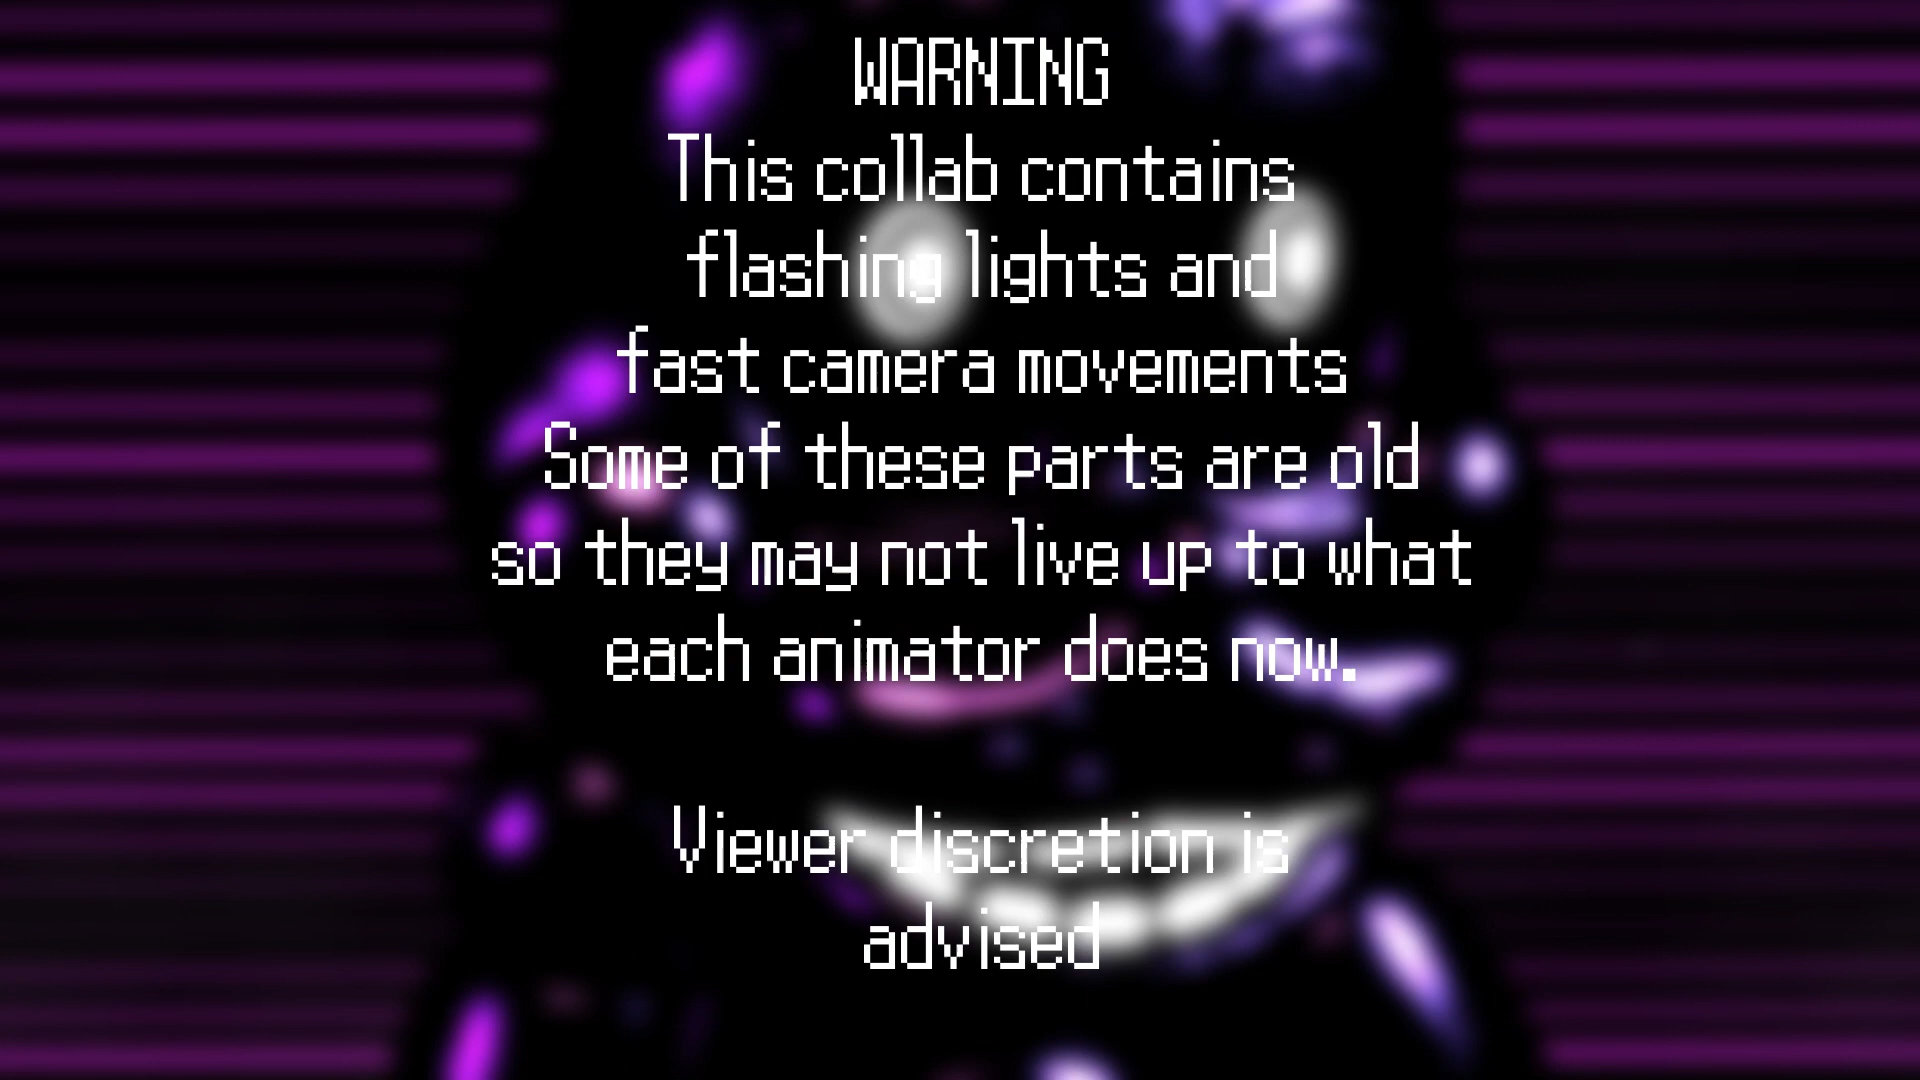 WARNING
This collab contains
flashing lights and
fast camera movements
Some of these parts are old
so they may not live up to what
each animator does now.
Viewer discretion is
advised